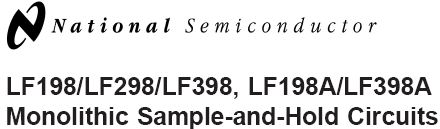 National Semiconductor
LF198/LF298/LF398, LF198A/LF398A
Monolithic Sample-and-Hold Circuits